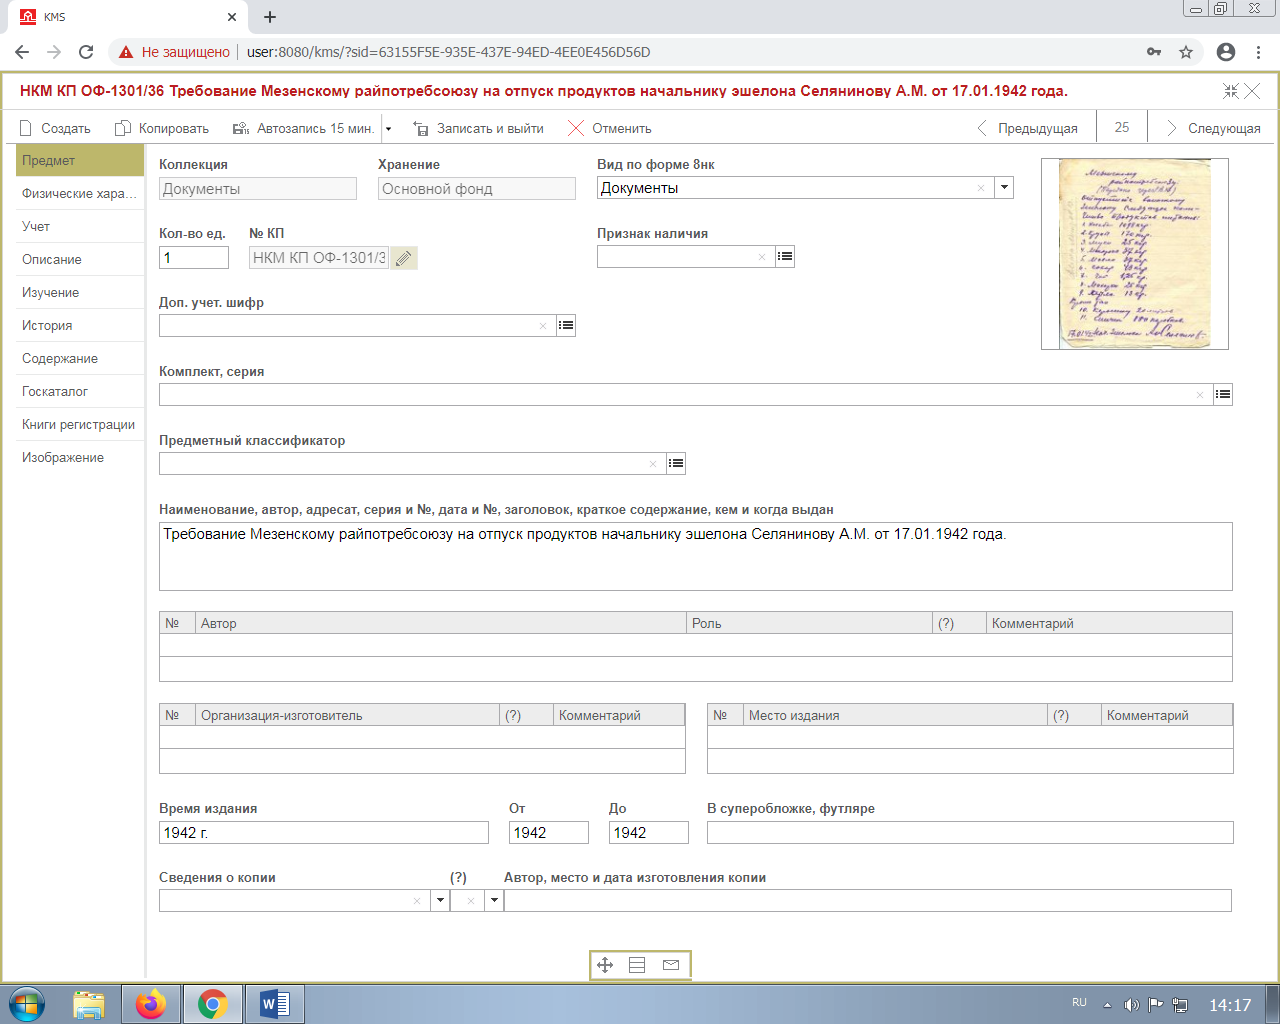 KMS
Не защищено user:8080/kms/?sid=63155F5E-935E-437E-94ED-4EE0E456D56D
НКМ КП ОФ-1301/36 Требование Мезенскому райпотребсоюзу на отпуск продуктов начальнику эшелона Селянинову А.М. от 17.01.1942 года.
Создать Копировать Автозапись 15 мин. Записать и выйти Отменить Предыдущая 25 Следующая
Предмет
Физические хара...
Учет
Описание
Изучение
История
Содержание
Госкаталог
Книги регистрации
Изображение
Коллекция Хранение Вид по форме 8нк
Документы Основной фонд Документы
Кол-во ед. № КП Признак наличия
1 НКМ КП ОФ-1301/3
Доп. учет. шифр
Комплект, серия
Предметный классификатор
Наименование, автор, адресат, серия и №, дата и №, заголовок, краткое содержание, кем и когда выдан
Требование Мезенскому райпотребсоюзу на отпуск продуктов начальнику эшелона Селянинову А.М. от 17.01.1942 года.
№ Автор Роль (?) Комментарий
№ Организация-изготовитель (?) Комментарий № Место издания (?) Комментарий
Время издания От До В суперобложке, футляре
1942 г. 1942 1942
Сведения о копии (?) Автор, место и дата изготовления копии
RU 14:17